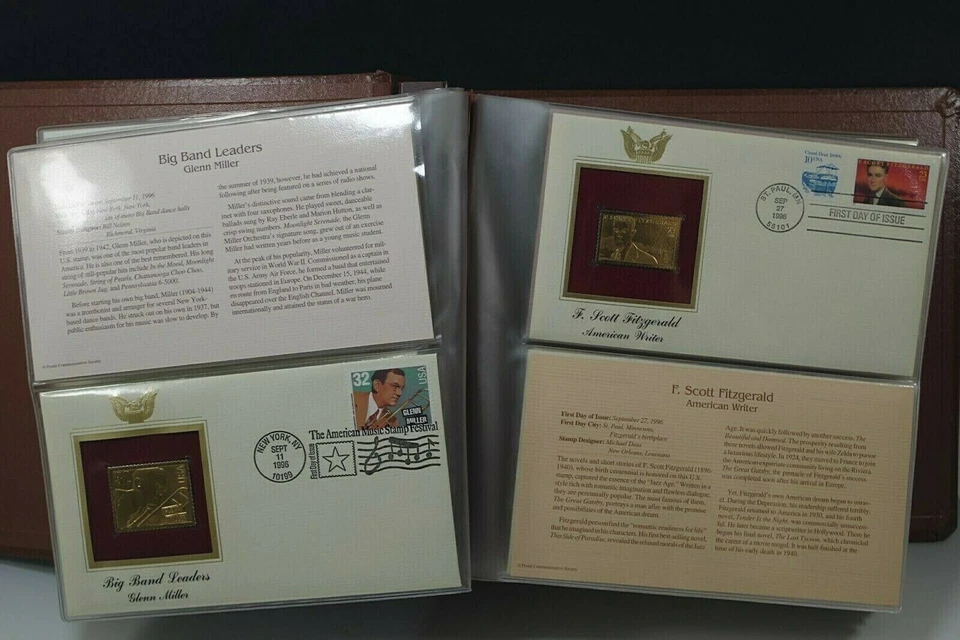 Big Band Leaders
Glenn Miller
September 11, 1996
New York, New York,
Big Band dance halls
Bill Nelson
Richmond, Virginia
From 1939 to 1942, Glenn Miller, who is depicted on this
U.S. stamp, was one of the most popular band leaders in
America. He is also one of the best remembered. His long
string of mill-popular hits include In the Mood, Moonlight
Serenade, String of Pearls, Chattanooga Choo Choo,
Little Brown Jug, and Pennsylvania 6-5000.
Before starting his own big band, Miller (1904-1944)
was a trombonist and arranger for several New York-
based dance bands. He struck out on his own in 1937, but
public enthusiasm for his music was slow to develop. By
the summer of 1939, however, he had achieved a national
following after being featured on a series of radio shows.
Miller's distinctive sound came from blending a clar-
inet with four saxophones. He played sweet, danceable
ballads sung by Ray Eberle and Marion Hutton, as well as
crisp swing numbers. Moonlight Serenade, the Glenn
Miller Orchestra's signature song, grew out of an exercise
Miller had written years before as a young music student.
At the peak of his popularity, Miller volunteered for mil-
itary service in World War II. Commissioned as a captain in
the U.S. Army Air Force, he formed a band that entertained
troops stationed in Europe. On December 15, 1944, while
en route from England to Paris in bad weather, his plane
disappeared over the English Channel. Miller was mourned
internationally and attained the status of a war hero.
© Postal Commemorative Society
32
USA
GLENN
MILLER
NEW YORK, NY
SEPT
11
1996
10199
First Day of Issue
The American Music Stamp Festival
Big Band Leaders
Glenn Miller
F. SCOTT FITZGERALD
23
ST. PAUL, MN
SEP
27
1996
55101
FIRST DAY OF ISSUE
F. Scott Fitzgerald
American Writer
F. Scott Fitzgerald
American Writer
First Day of Issue: September 27, 1996
First Day City: St. Paul, Minnesota,
Fitzgerald's birthplace
Stamp Designer: Michael Deas
New Orleans, Louisiana
The novels and short stories of F. Scott Fitzgerald (1896-
1940), whose birth centennial is honored on this U.S.
stamp, captured the essence of the "Jazz Age." Written in a
style rich with romantic imagination and flawless dialogue,
they are perennially popular. The most famous of them,
The Great Gatsby, portrays a man afire with the promise
and possibilities of the American dream.
Fitzgerald personified the "romantic readiness for life"
that he imagined in his characters. His first best-selling novel,
This Side of Paradise, revealed the relaxed morals of the Jazz
Age. It was quickly followed by another success, The
Beautiful and Damned. The prosperity resulting from
these novels allowed Fitzgerald and his wife Zelda to pursue
a luxurious lifestyle. In 1924, they moved to France to join
the American expatriate community living on the Riviera.
The Great Gatsby, the pinnacle of Fitzgerald's success,
was completed soon after his arrival in Europe.
Yet, Fitzgerald's own American dream began to unrav-
el. During the Depression, his readership suffered terribly.
Fitzgerald returned to America in 1930, and his fourth
novel, Tender Is the Night, was commercially unsuccess-
ful. He later became a scriptwriter in Hollywood. There he
began his final novel, The Last Tycoon, which chronicled
the career of a movie mogul. It was half-finished at the
time of his early death in 1940.
© Postal Commemorative Society